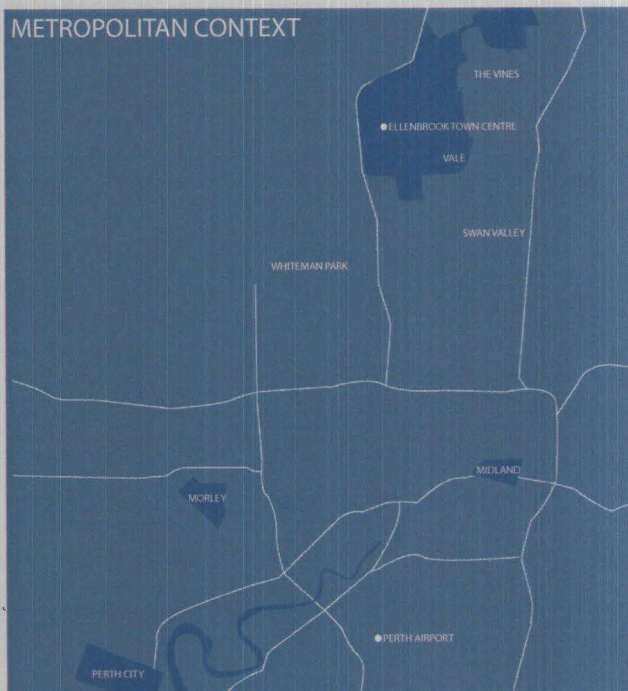 METROPOLITAN CONTEXT
THE VINES
ELLENBROOK TOWN CENTRE
VALE
SWAN VALLEY
WHITEMAN PARK
MIDLAND
MORLEY
PERTH AIRPORT
PERTH CITY